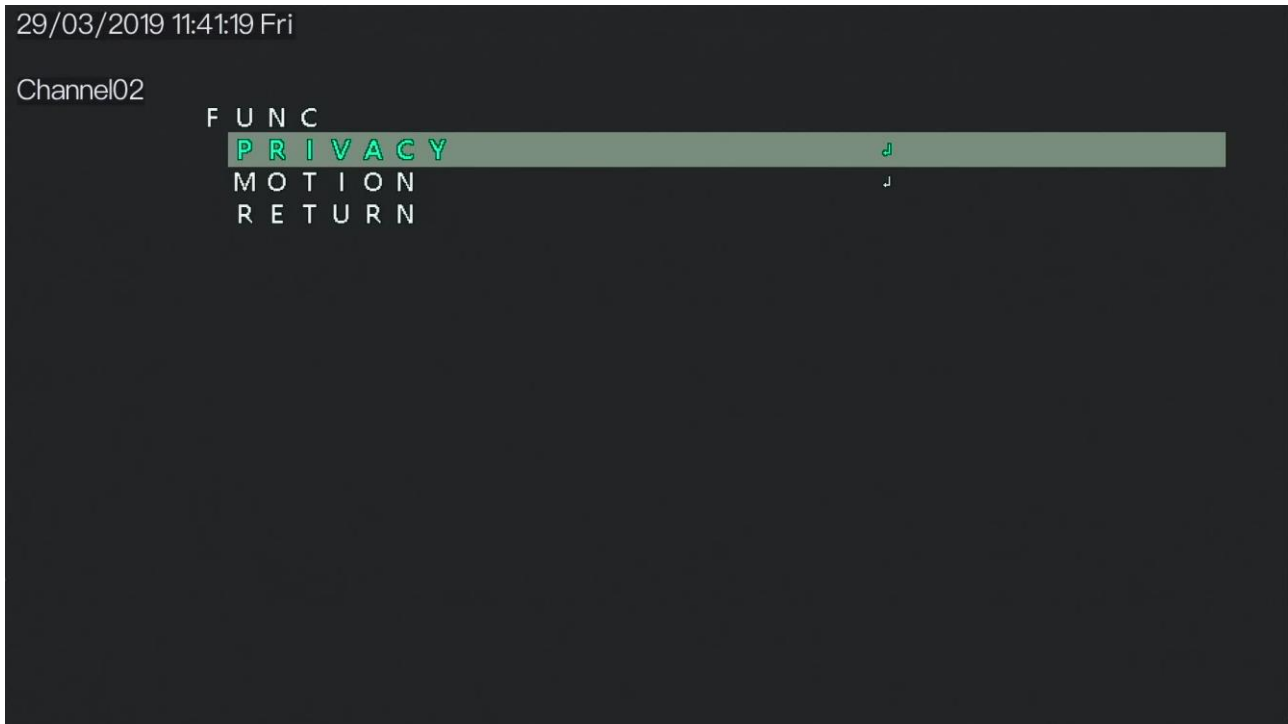 29/03/2019 11:41:19 Fri
Channel02
FUNC
PRIVACY ↲
MOTION ↲
RETURN